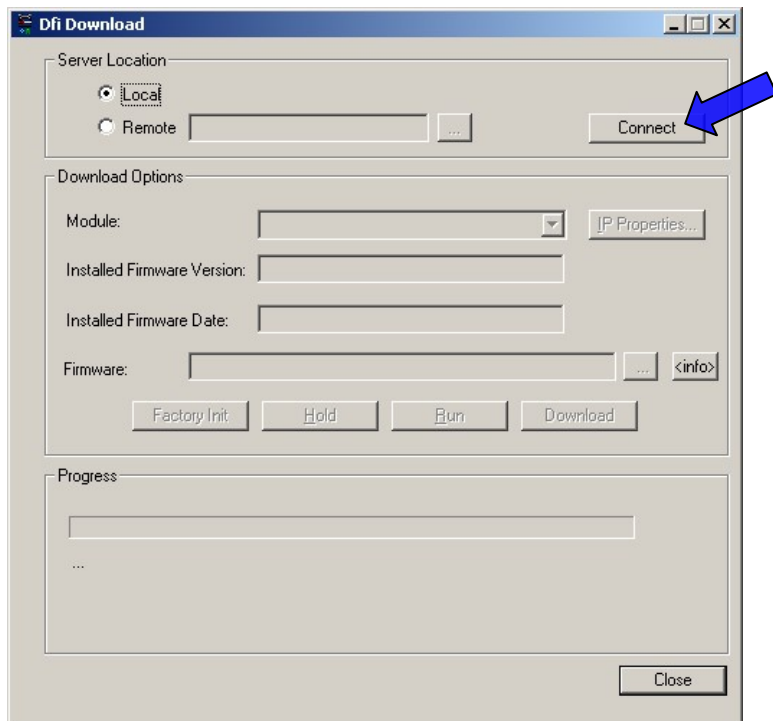 Dfi Download
Server Location
Local
Remote ... Connect
Download Options
Module: IP Properties...
Installed Firmware Version:
Installed Firmware Date:
Firmware: ... <info>
Factory Init Hold Run Download
Progress
...
Close